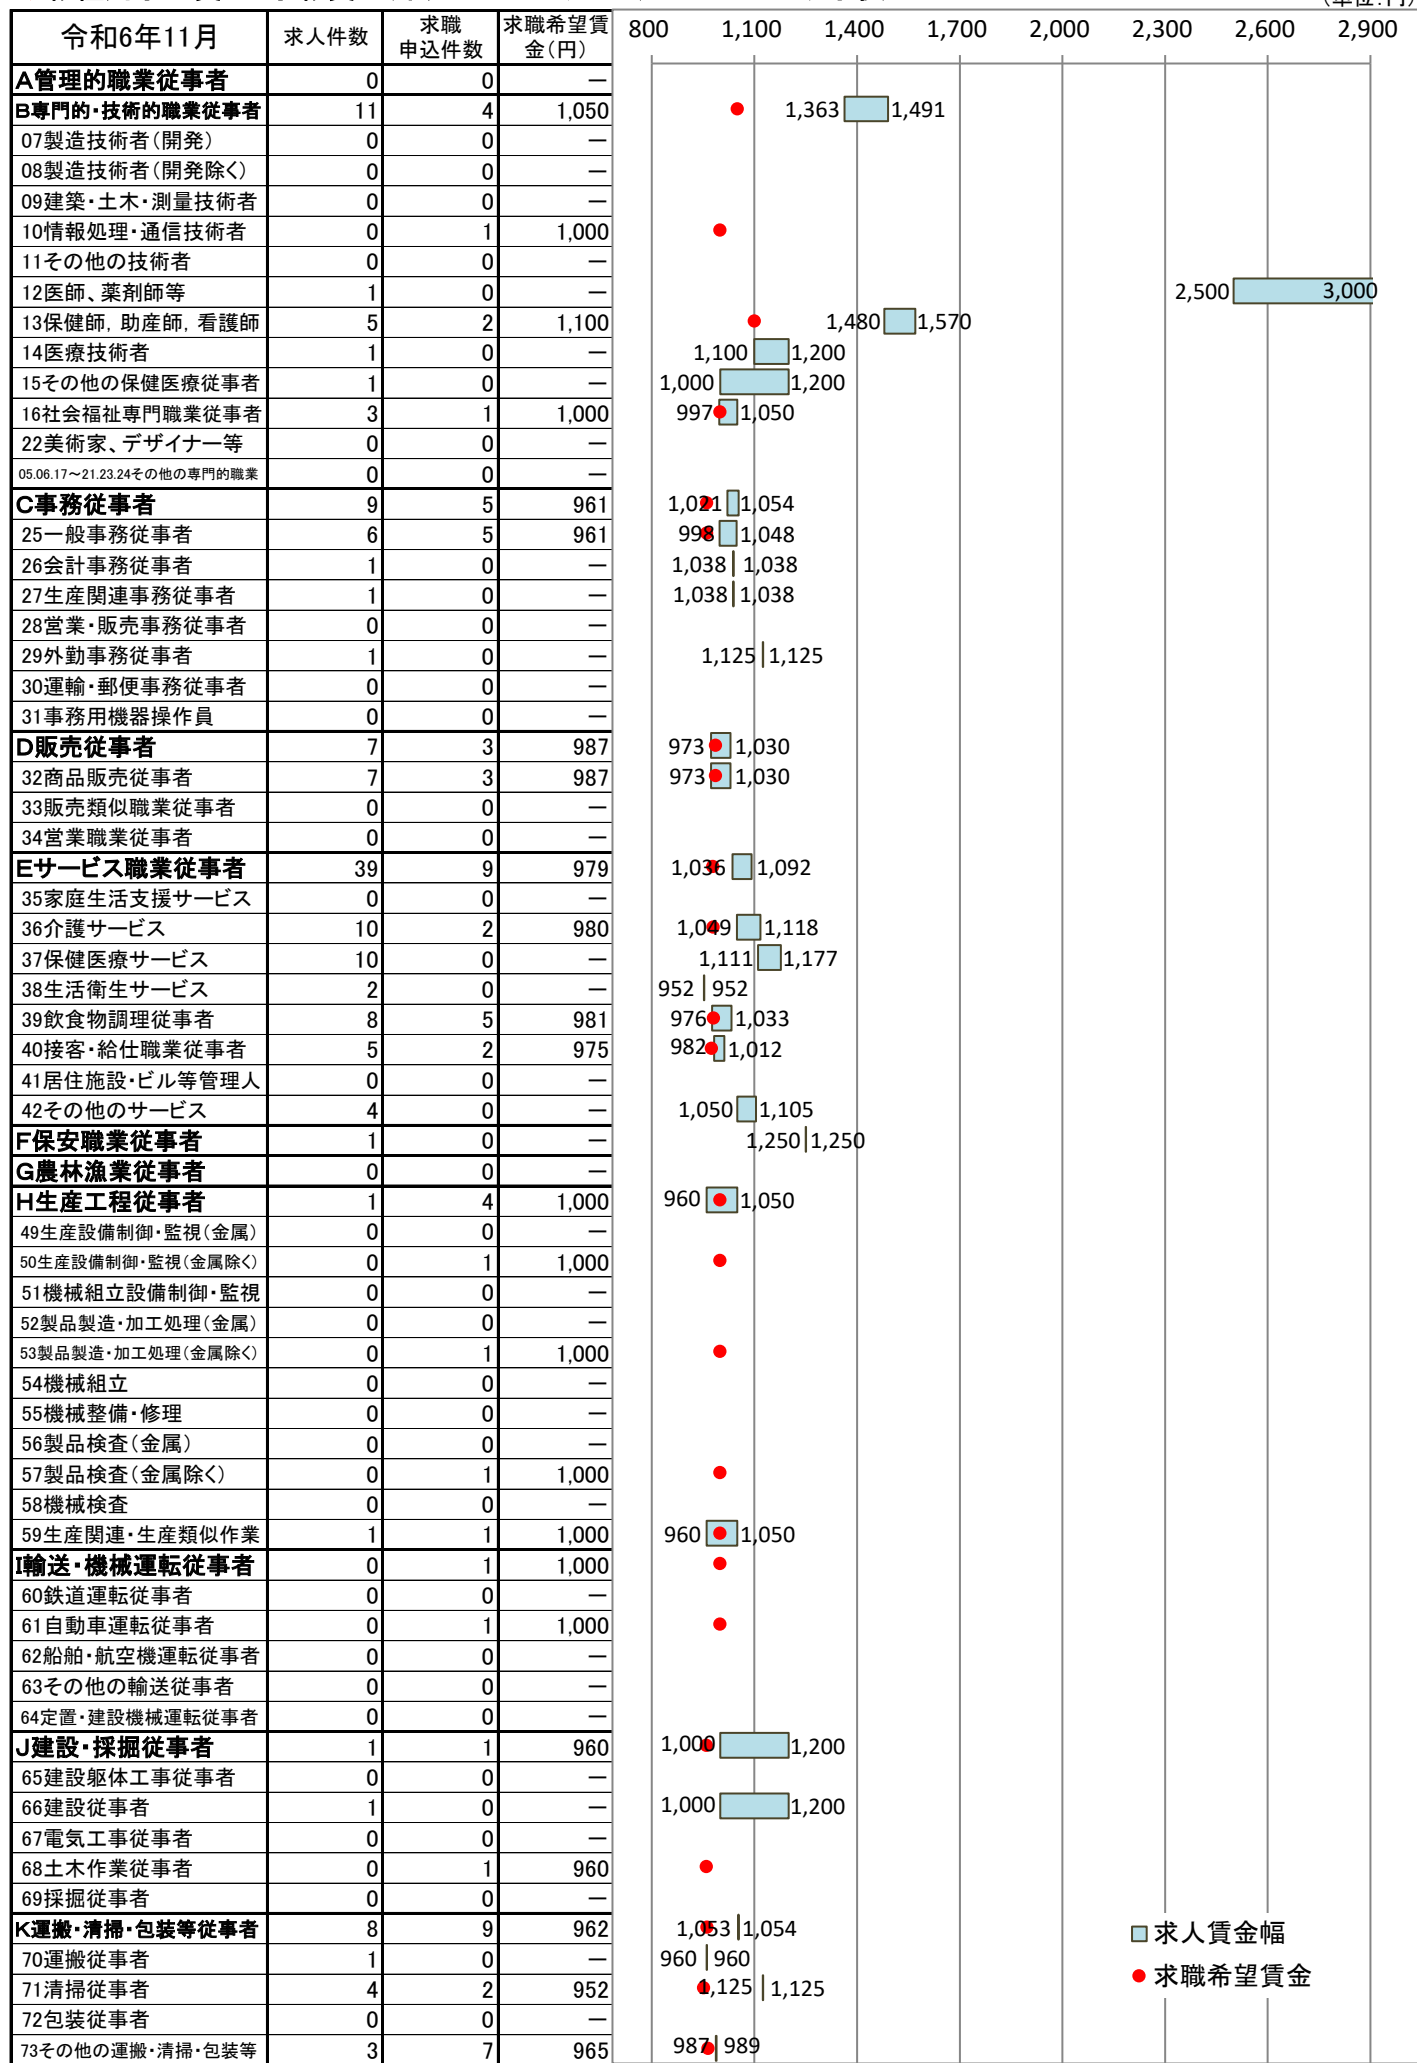 (単位:円)
令和6年11月 求人件数 求職申込件数 求職希望賃金(円) 800 1,100 1,400 1,700 2,000 2,300 2,600 2,900
A管理的職業従事者 0 0 ―
B専門的・技術的職業従事者 11 4 1,050 1,363 1,491
07製造技術者(開発) 0 0 ―
08製造技術者(開発除く) 0 0 ―
09建築・土木・測量技術者 0 0 ―
10情報処理・通信技術者 0 1 1,000
11その他の技術者 0 0 ―
12医師、薬剤師等 1 0 ― 2,500 3,000
13保健師, 助産師, 看護師 5 2 1,100 1,480 1,570
14医療技術者 1 0 ― 1,100 1,200
15その他の保健医療従事者 1 0 ― 1,000 1,200
16社会福祉専門職業従事者 3 1 1,000 997 1,050
22美術家、デザイナー等 0 0 ―
05.06.17～21.23.24その他の専門的職業 0 0 ―
C事務従事者 9 5 961 1,021 1,054
25一般事務従事者 6 5 961 998 1,048
26会計事務従事者 1 0 ― 1,038 1,038
27生産関連事務従事者 1 0 ― 1,038 1,038
28営業・販売事務従事者 0 0 ―
29外勤事務従事者 1 0 ― 1,125 1,125
30運輸・郵便事務従事者 0 0 ―
31事務用機器操作員 0 0 ―
D販売従事者 7 3 987 973 1,030
32商品販売従事者 7 3 987 973 1,030
33販売類似職業従事者 0 0 ―
34営業職業従事者 0 0 ―
Eサービス職業従事者 39 9 979 1,036 1,092
35家庭生活支援サービス 0 0 ―
36介護サービス 10 2 980 1,049 1,118
37保健医療サービス 10 0 ― 1,111 1,177
38生活衛生サービス 2 0 ― 952 952
39飲食物調理従事者 8 5 981 976 1,033
40接客・給仕職業従事者 5 2 975 982 1,012
41居住施設・ビル等管理人 0 0 ―
42その他のサービス 4 0 ― 1,050 1,105
F保安職業従事者 1 0 ― 1,250 1,250
G農林漁業従事者 0 0 ―
H生産工程従事者 1 4 1,000 960 1,050
49生産設備制御・監視(金属) 0 0 ―
50生産設備制御・監視(金属除く) 0 1 1,000
51機械組立設備制御・監視 0 0 ―
52製品製造・加工処理(金属) 0 0 ―
53製品製造・加工処理(金属除く) 0 1 1,000
54機械組立 0 0 ―
55機械整備・修理 0 0 ―
56製品検査(金属) 0 0 ―
57製品検査(金属除く) 0 1 1,000
58機械検査 0 0 ―
59生産関連・生産類似作業 1 1 1,000 960 1,050
I輸送・機械運転従事者 0 1 1,000
60鉄道運転従事者 0 0 ―
61自動車運転従事者 0 1 1,000
62船舶・航空機運転従事者 0 0 ―
63その他の輸送従事者 0 0 ―
64定置・建設機械運転従事者 0 0 ―
J建設・採掘従事者 1 1 960 1,000 1,200
65建設躯体工事従事者 0 0 ―
66建設従事者 1 0 ― 1,000 1,200
67電気工事従事者 0 0 ―
68土木作業従事者 0 1 960
69採掘従事者 0 0 ―
K運搬・清掃・包装等従事者 8 9 962 1,053 1,054 求人賃金幅
70運搬従事者 1 0 ― 960 960
71清掃従事者 4 2 952 1,125 1,125 求職希望賃金
72包装従事者 0 0 ―
73その他の運搬・清掃・包装等 3 7 965 987 989